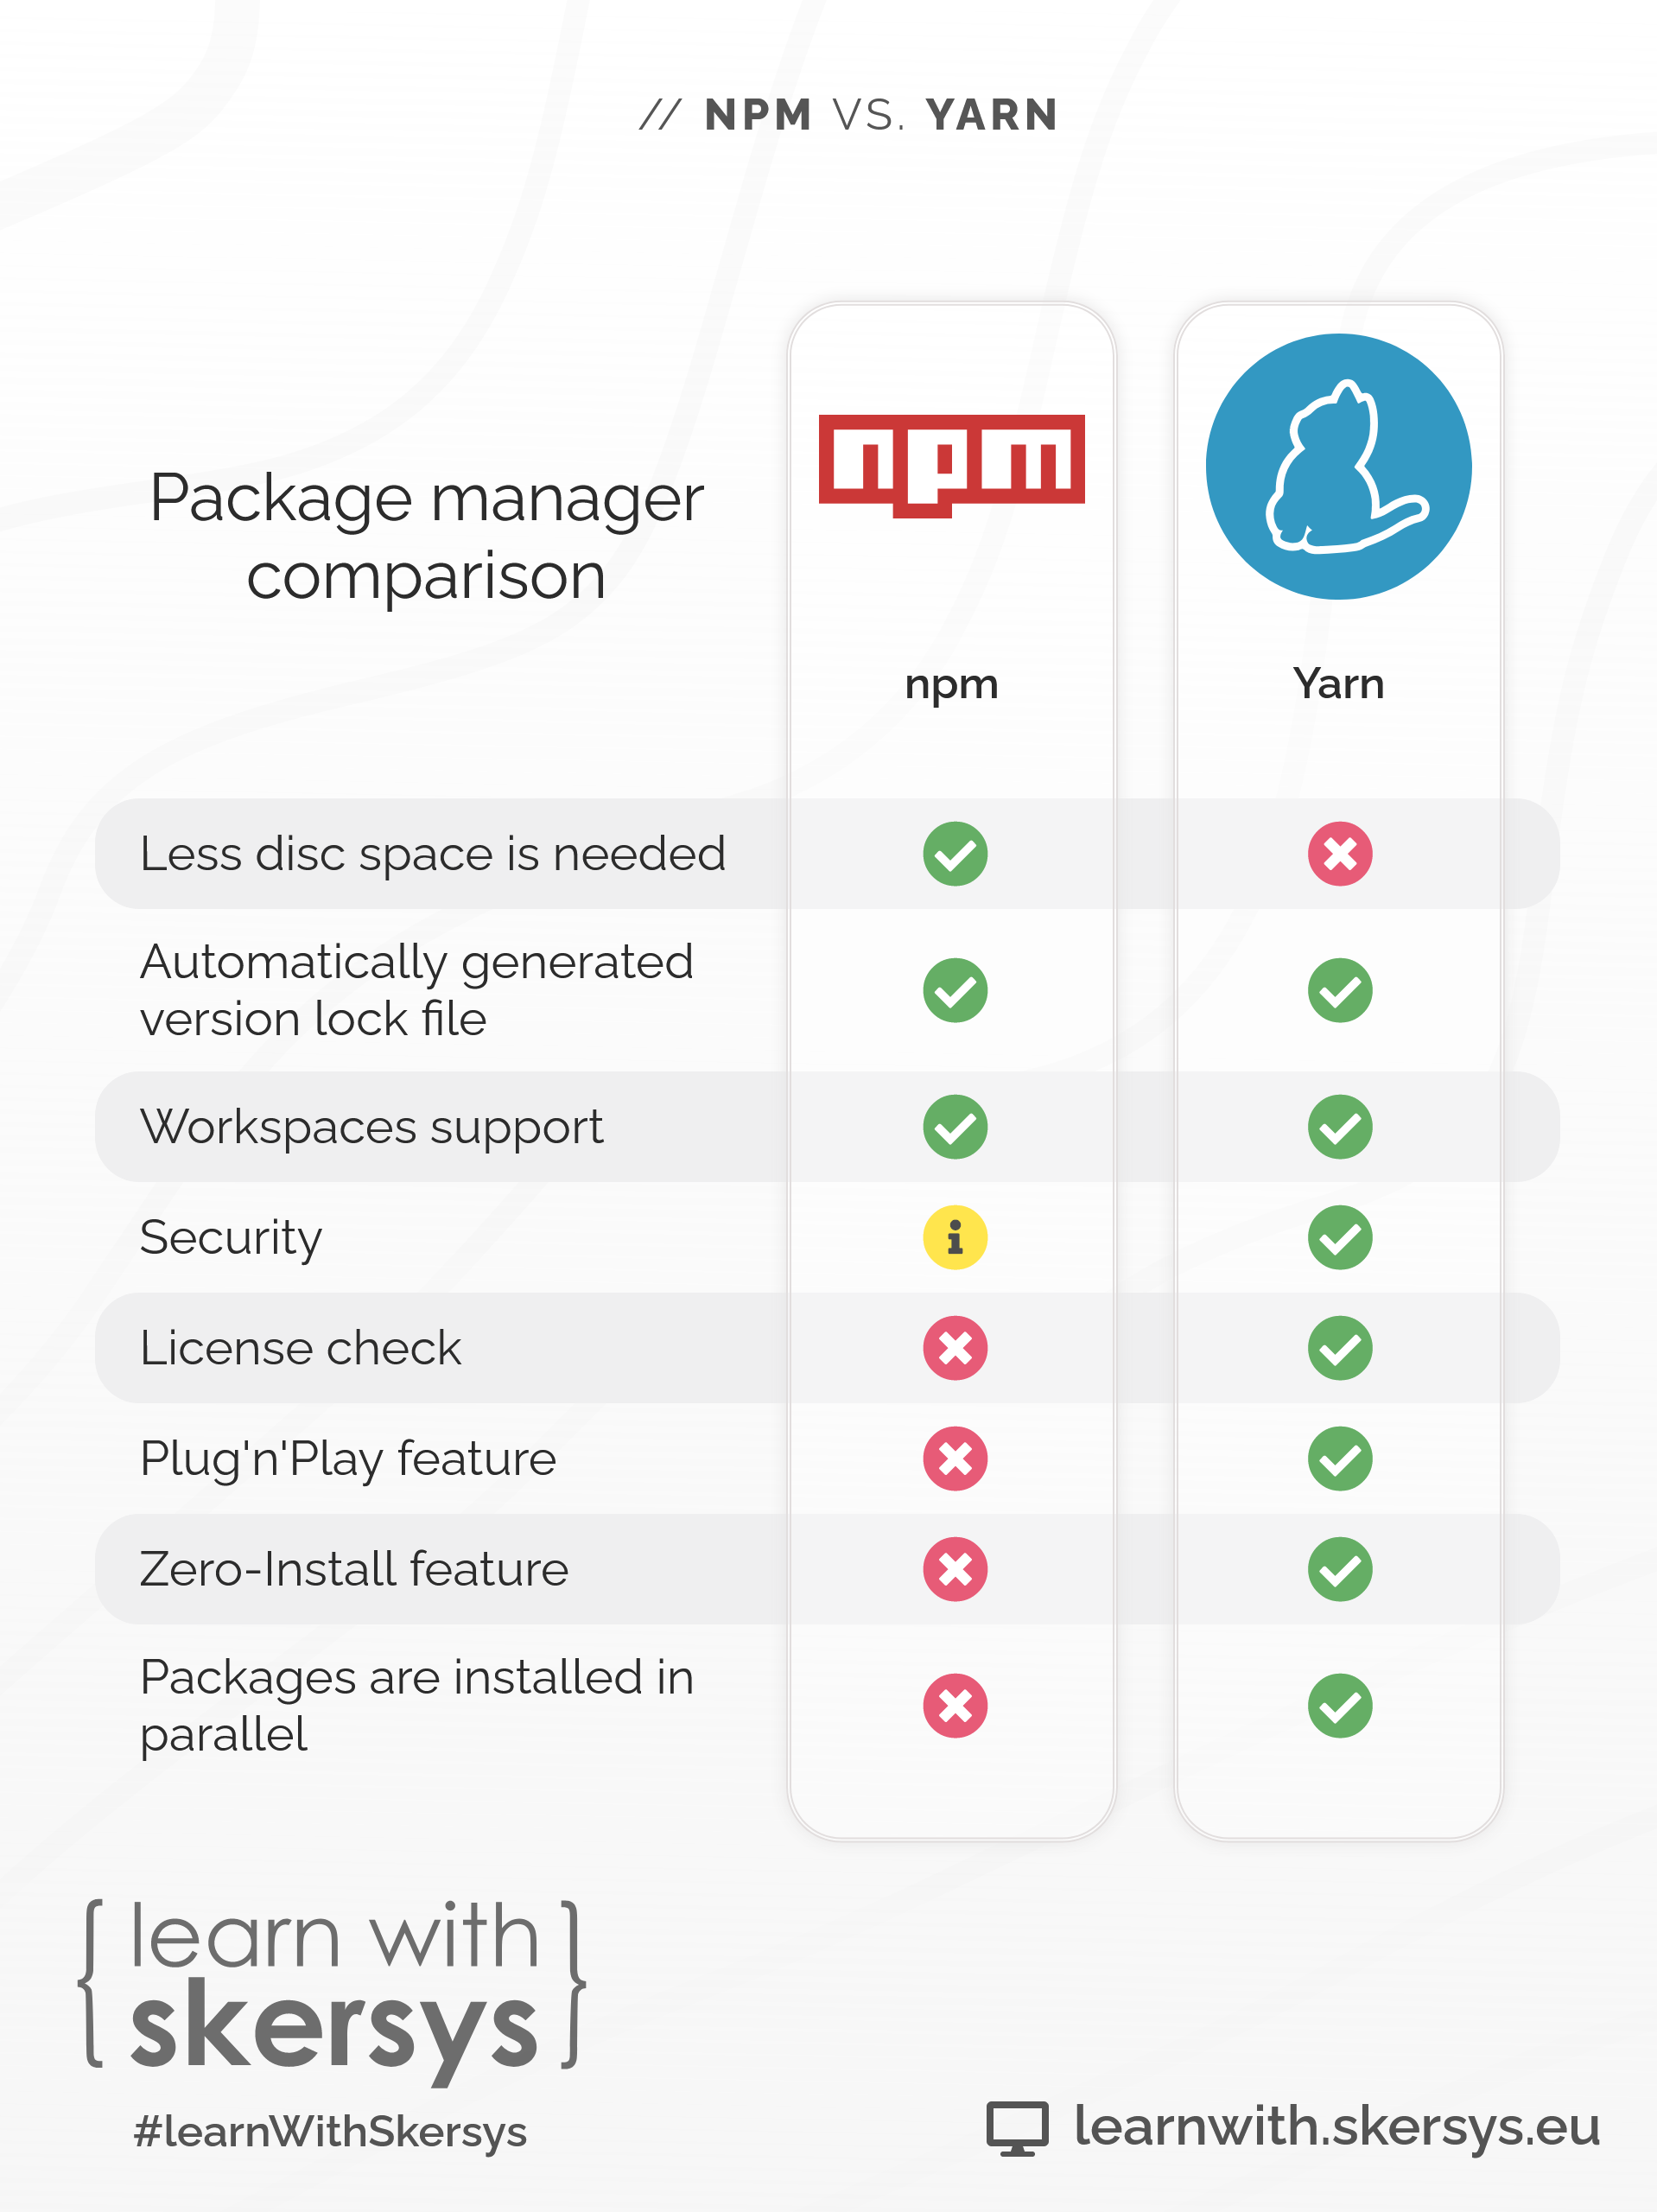 // NPM VS. YARN
Package manager
comparison
npm
npm
Yarn
Less disc space is needed
Automatically generated
version lock file
Workspaces support
Security
i
License check
Plug'n'Play feature
Zero-Install feature
Packages are installed in
parallel
{ learn with
skersys }
#learnWithSkersys
learnwith.skersys.eu